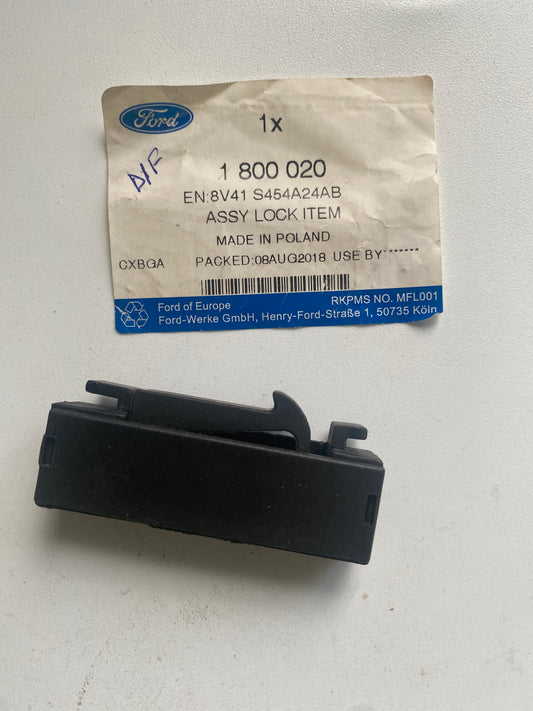 Ford
1x
D/F
1 800 020
EN:8V41 S454A24AB
ASSY LOCK ITEM
MADE IN POLAND
CXBGA PACKED:08AUG2018 USE BY*******
Ford of Europe RKPMS NO. MFL001
Ford-Werke GmbH, Henry-Ford-Straße 1, 50735 Köln